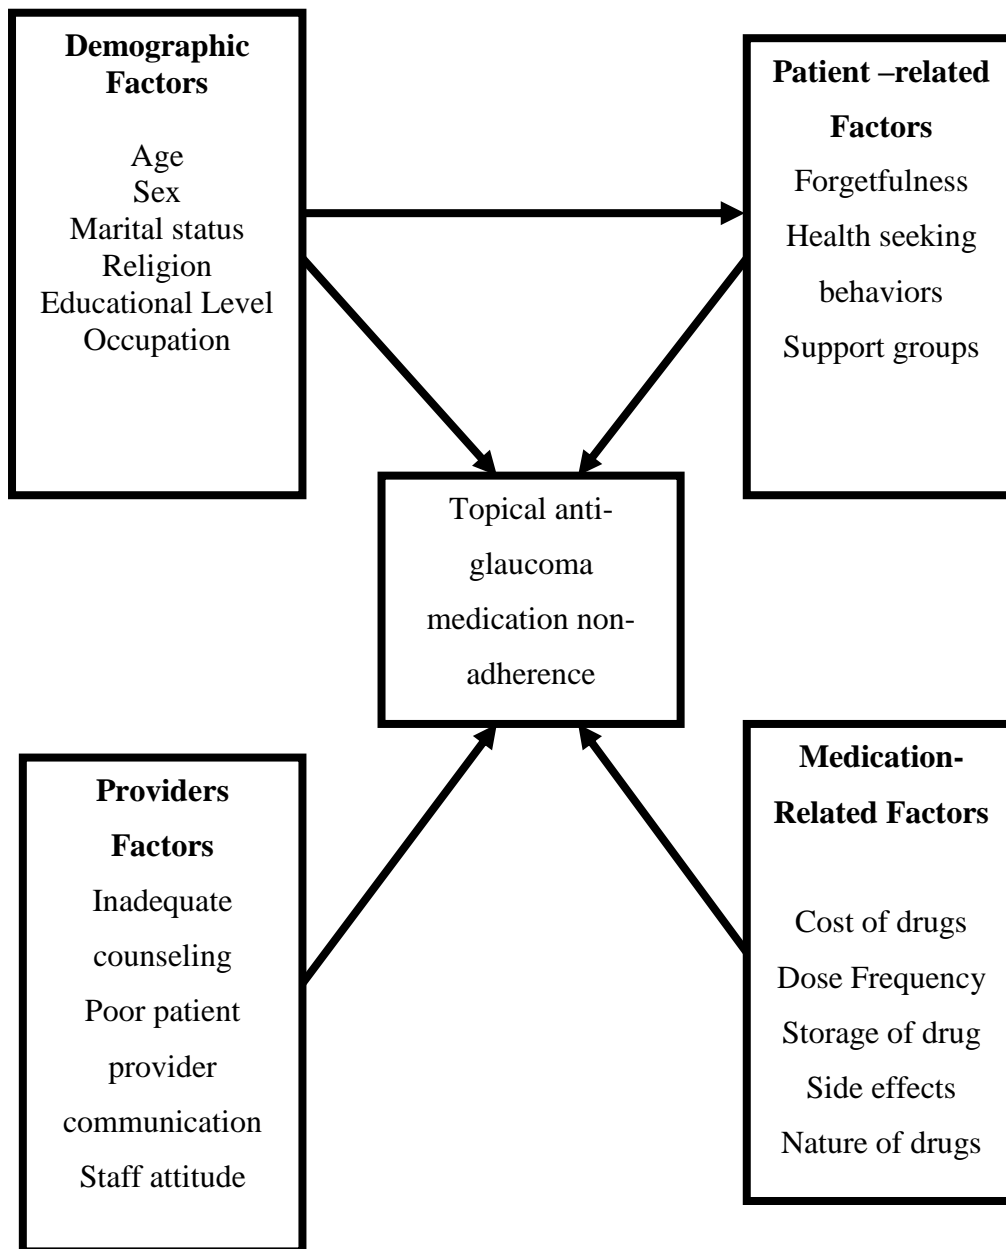 Demographic
Factors
Age
Sex
Marital status
Religion
Educational Level
Occupation
Patient –related
Factors
Forgetfulness
Health seeking
behaviors
Support groups
Topical anti-
glaucoma
medication non-
adherence
Providers
Factors
Inadequate
counseling
Poor patient
provider
communication
Staff attitude
Medication-
Related Factors
Cost of drugs
Dose Frequency
Storage of drug
Side effects
Nature of drugs